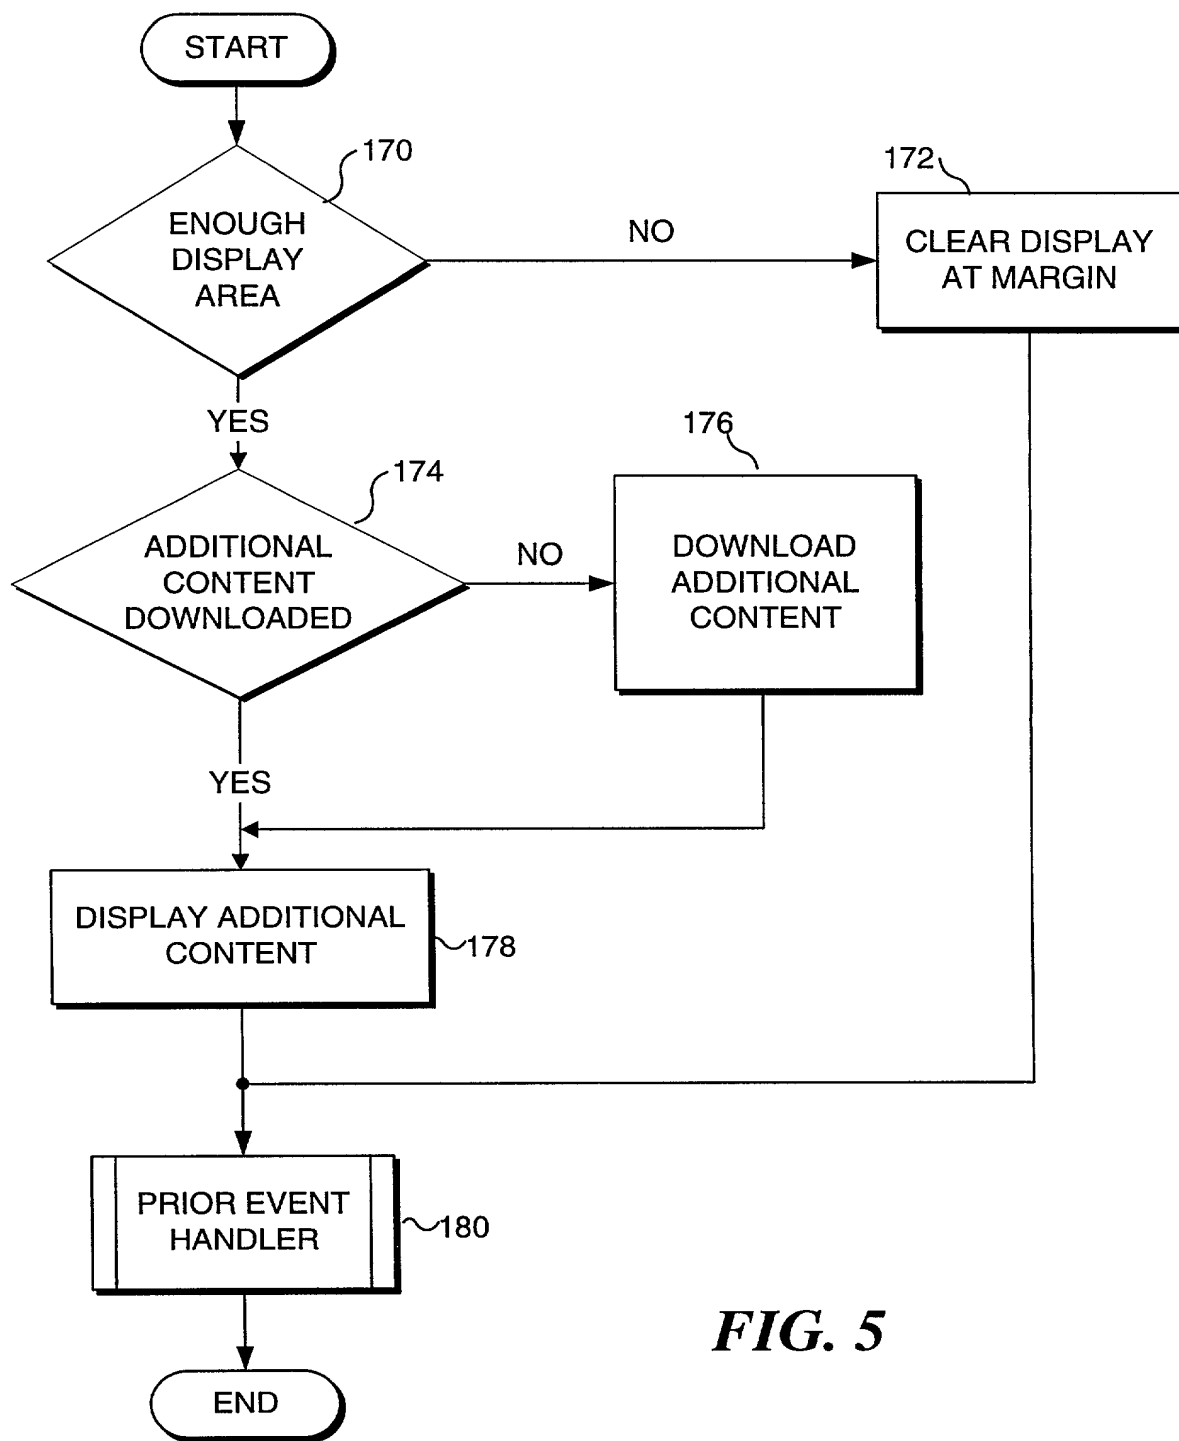 START
170
ENOUGH
DISPLAY
AREA
NO
172
CLEAR DISPLAY
AT MARGIN
YES
174
ADDITIONAL
CONTENT
DOWNLOADED
NO
176
DOWNLOAD
ADDITIONAL
CONTENT
YES
DISPLAY ADDITIONAL
CONTENT
178
PRIOR EVENT
HANDLER
180
END
FIG. 5